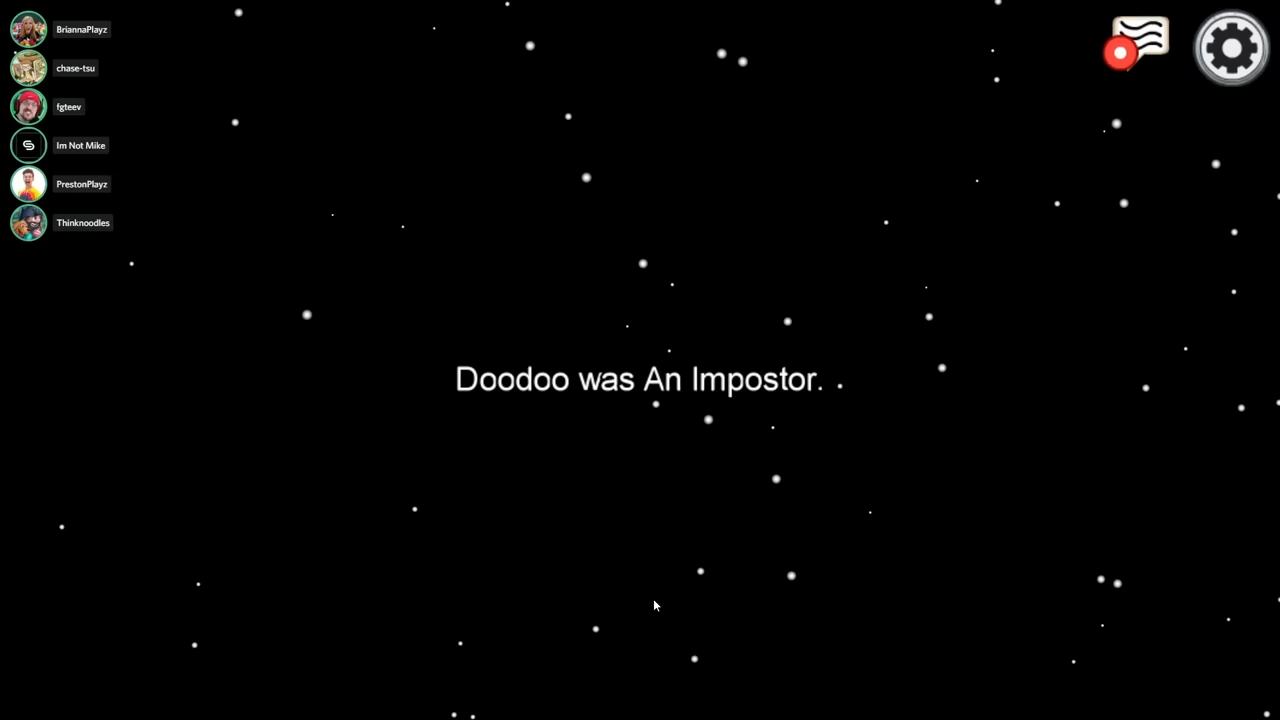 BriannaPlayz
chase-tsu
fgteev
Im Not Mike
PrestonPlayz
Thinknoodles
Doodoo was An Impostor.